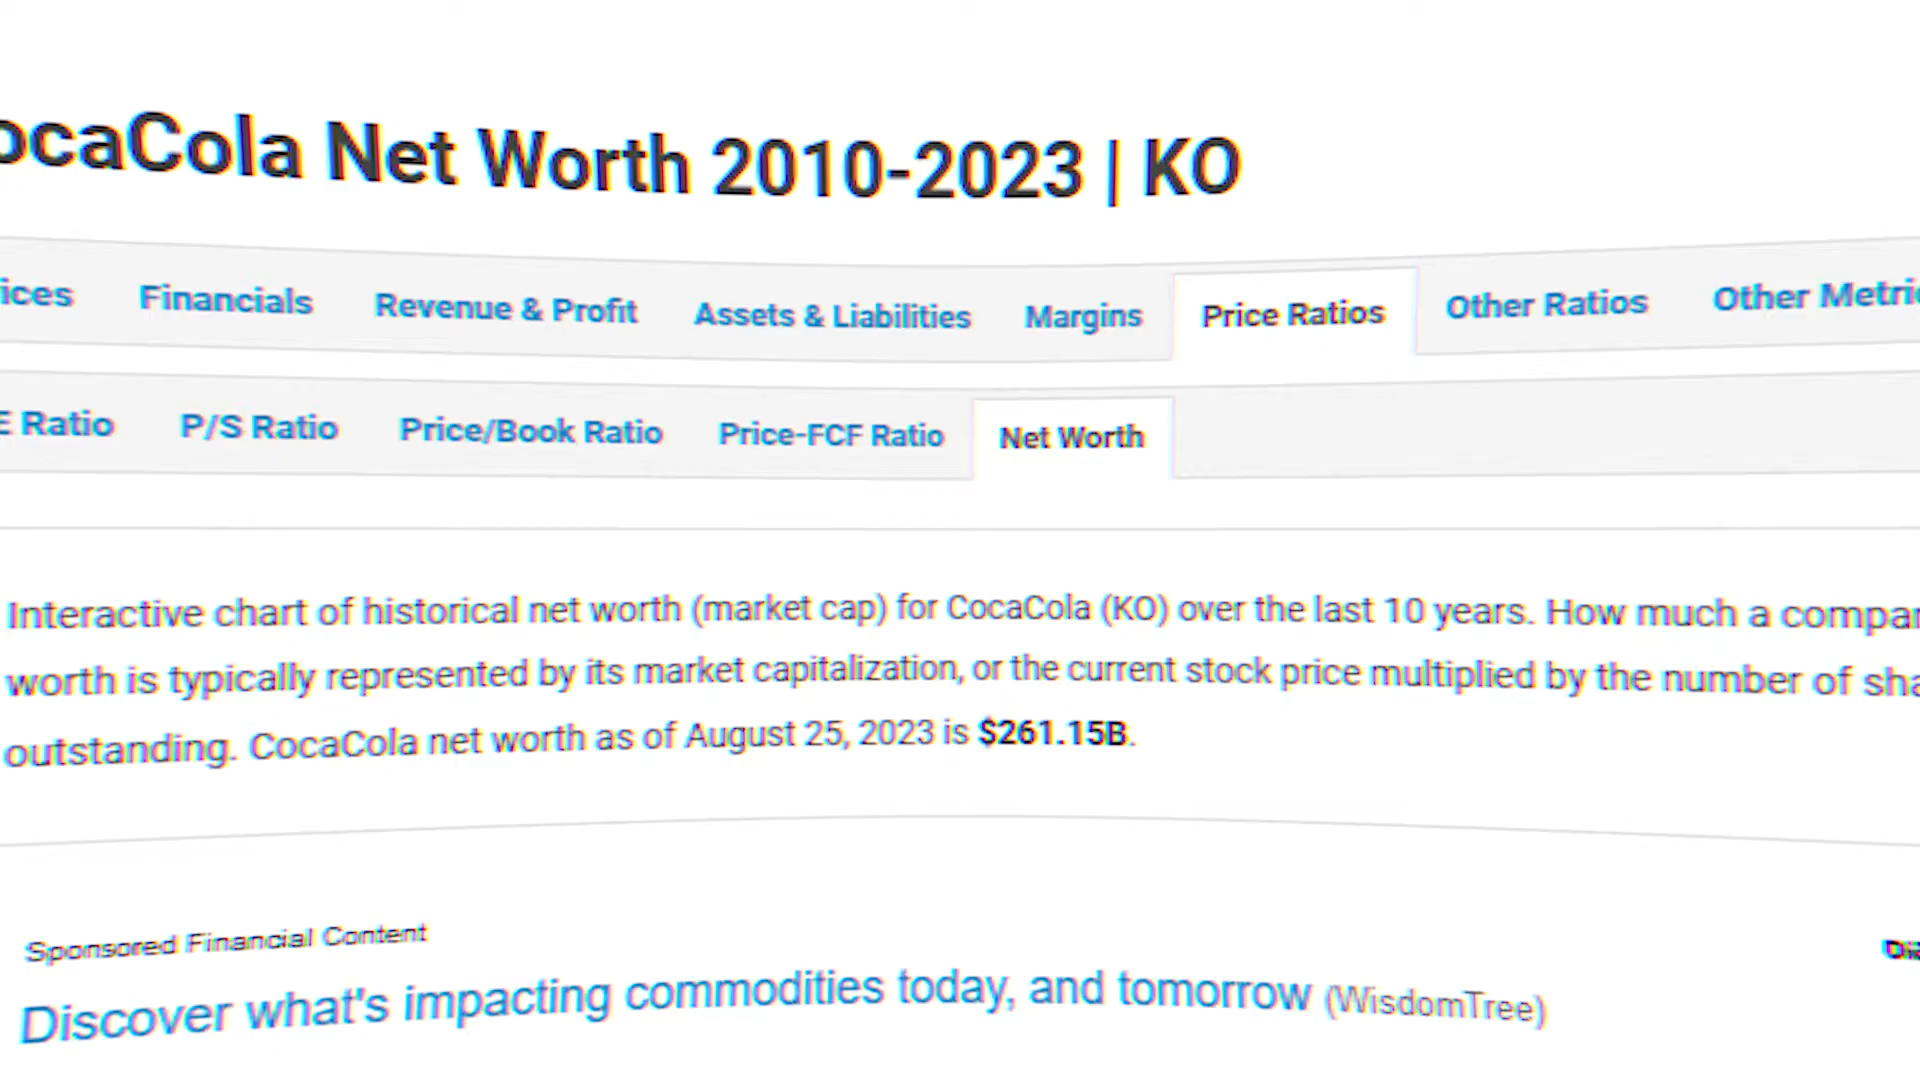 ocaCola Net Worth 2010-2023 | KO
ices Financials Revenue & Profit Assets & Liabilities Margins Price Ratios Other Ratios Other Metric
E Ratio P/S Ratio Price/Book Ratio Price-FCF Ratio Net Worth
Interactive chart of historical net worth (market cap) for CocaCola (KO) over the last 10 years. How much a compan
worth is typically represented by its market capitalization, or the current stock price multiplied by the number of sha
outstanding. CocaCola net worth as of August 25, 2023 is $261.15B.
Sponsored Financial Content
Discover what's impacting commodities today, and tomorrow (WisdomTree)